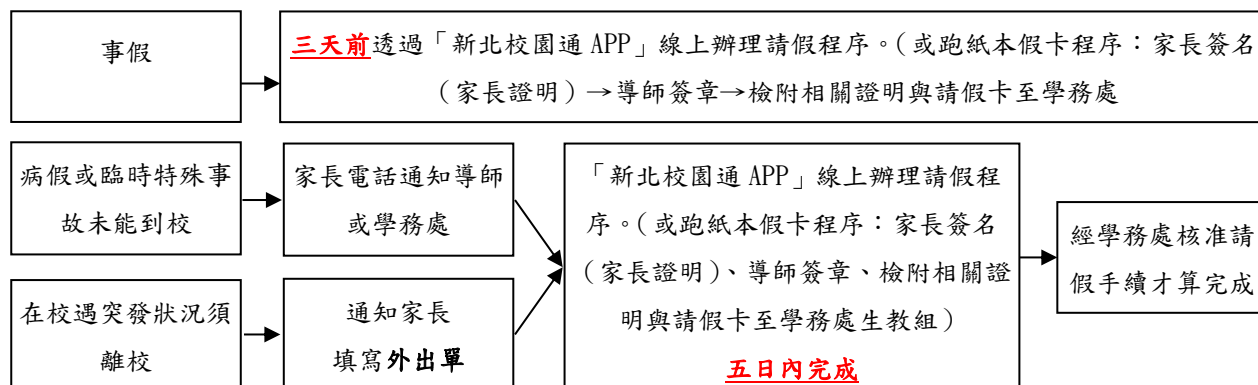 事假
三天前透過「新北校園通 APP」線上辦理請假程序。(或跑紙本假卡程序：家長簽名
(家長證明)→導師簽章→檢附相關證明與請假卡至學務處
病假或臨時特殊事
故未能到校
家長電話通知導師
或學務處
在校遇突發狀況須
離校
通知家長
填寫外出單
「新北校園通 APP」線上辦理請假程
序。(或跑紙本假卡程序：家長簽名
(家長證明)、導師簽章、檢附相關證
明與請假卡至學務處生教組)
五日內完成
經學務處核准請
假手續才算完成